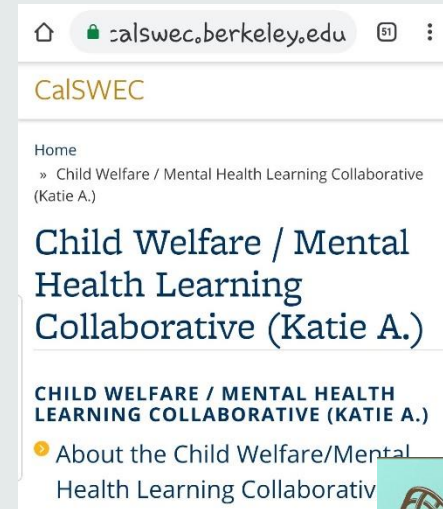 calswec.berkeley.edu 51
CalSWEC
Home
» Child Welfare / Mental Health Learning Collaborative
(Katie A.)
Child Welfare / Mental
Health Learning
Collaborative (Katie A.)
CHILD WELFARE / MENTAL HEALTH
LEARNING COLLABORATIVE (KATIE A.)
About the Child Welfare/Mental
Health Learning Collaborativ